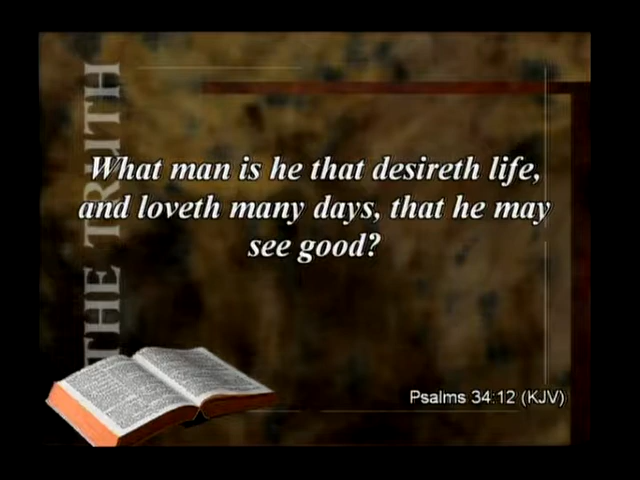 THE TRUTH
What man is he that desireth life,
and loveth many days, that he may
see good?
Psalms 34:12 (KJV)